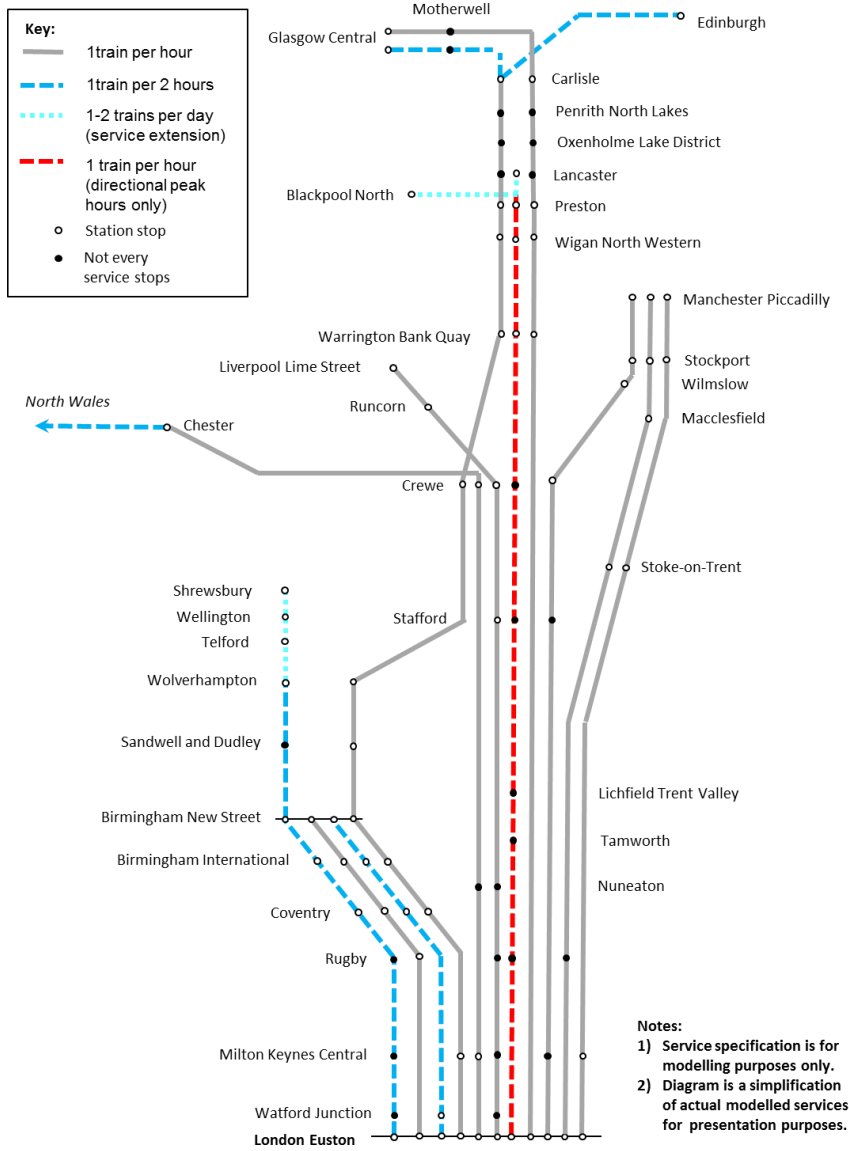 Key:
1train per hour
1train per 2 hours
1-2 trains per day
(service extension)
1 train per hour
(directional peak
hours only)
Station stop
Not every
service stops
Motherwell
Glasgow Central
Edinburgh
Carlisle
Penrith North Lakes
Oxenholme Lake District
Lancaster
Blackpool North
Preston
Wigan North Western
Manchester Piccadilly
Warrington Bank Quay
Liverpool Lime Street
Stockport
Wilmslow
North Wales
Runcorn
Chester
Macclesfield
Crewe
Stoke-on-Trent
Shrewsbury
Wellington
Stafford
Telford
Wolverhampton
Sandwell and Dudley
Lichfield Trent Valley
Birmingham New Street
Tamworth
Birmingham International
Nuneaton
Coventry
Rugby
Milton Keynes Central
Watford Junction
London Euston
Notes:
1) Service specification is for
modelling purposes only.
2) Diagram is a simplification
of actual modelled services
for presentation purposes.